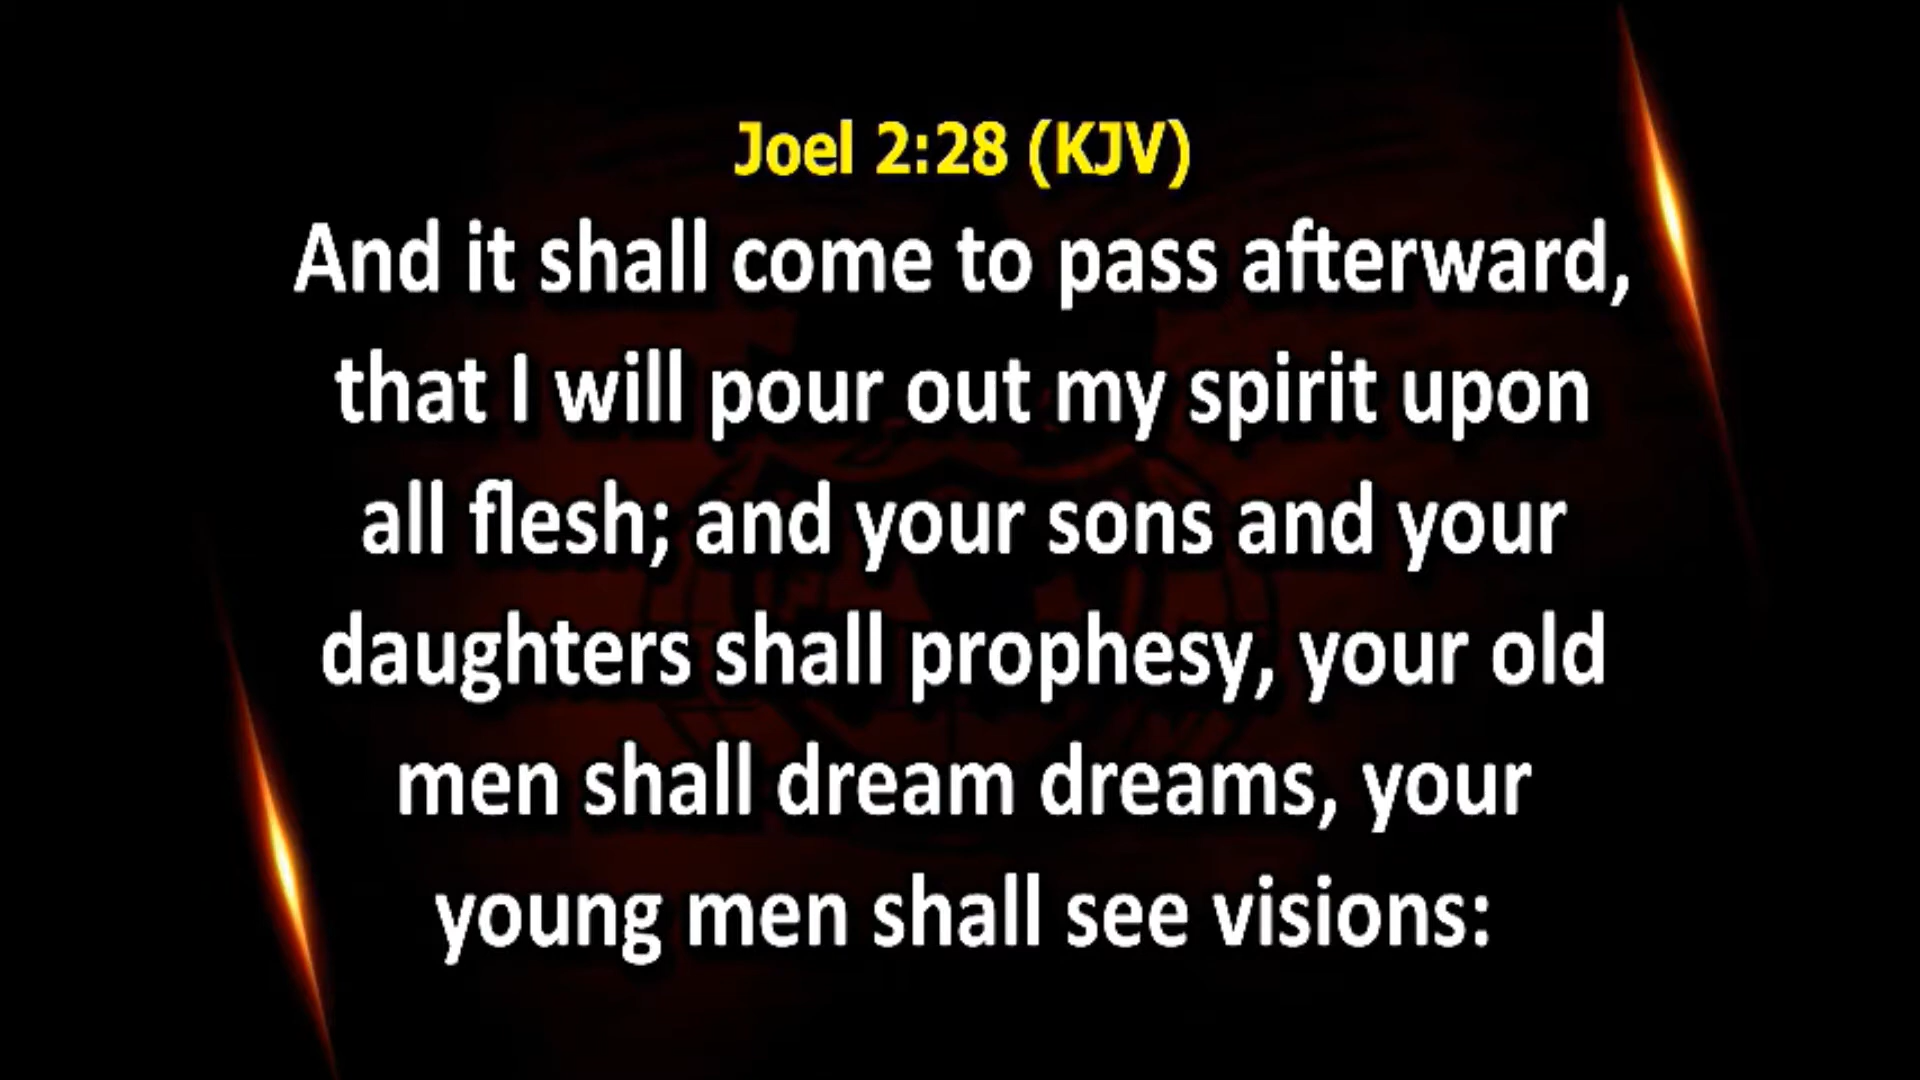 Joel 2:28 (KJV)
And it shall come to pass afterward,
that I will pour out my spirit upon
all flesh; and your sons and your
daughters shall prophesy, your old
men shall dream dreams, your
young men shall see visions: